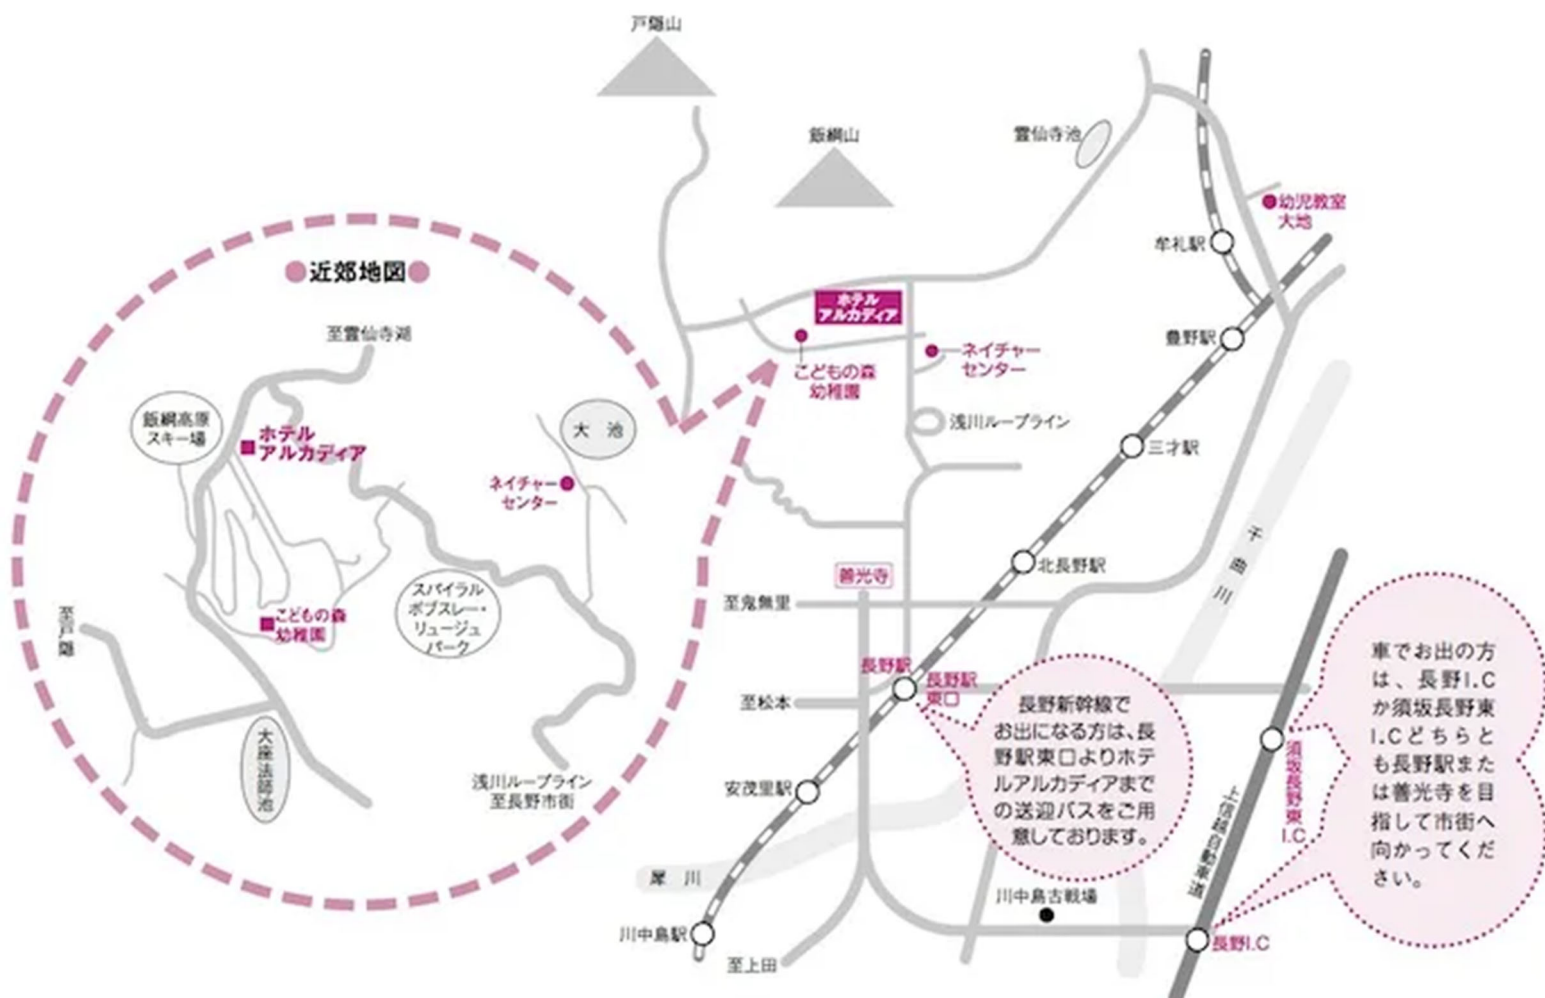 戸隠山
飯綱山
霊仙寺池
●幼児教室
大地
牟礼駅
●近郊地図●
至霊仙寺湖
ホテル
アルカディア
豊野駅
こどもの森
幼稚園
ネイチャー
センター
飯綱高原
スキー場
ホテル
アルカディア
大 池
浅川ループライン
三才駅
ネイチャー
センター
千曲川
北長野駅
善光寺
至鬼無里
スパイラル
ボブスレー・
リュージュ
パーク
こどもの森
幼稚園
至戸隠
長野駅
長野駅
東口
至松本
長野新幹線で
お出になる方は、長
野駅東口よりホテ
ルアルカディアまで
の送迎バスをご用
意しております。
車でお出の方
は、長野I.C
か須坂長野東
I.Cどちらと
も長野駅また
は善光寺を目
指して市街へ
向かってくだ
さい。
大座法師池
浅川ループライン
至長野市街
安茂里駅
須坂長野東I.C
上信越自動車道
犀 川
川中島古戦場
川中島駅
至上田
長野I.C